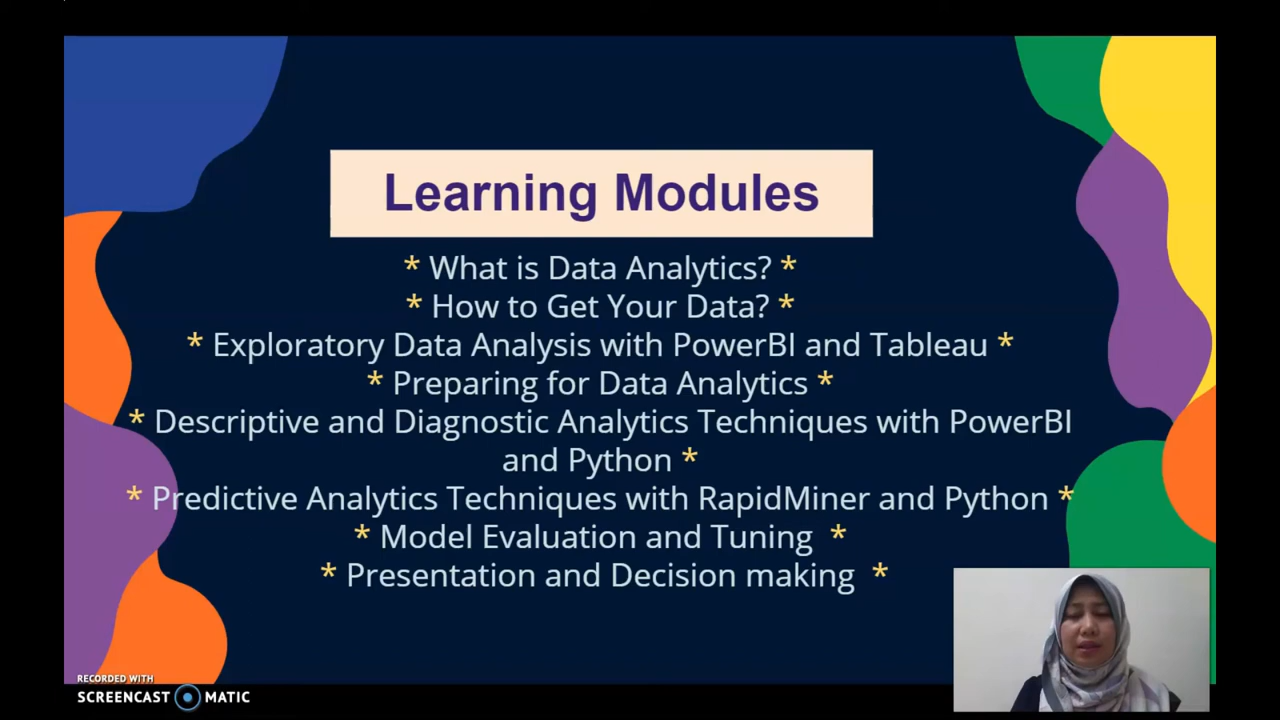 Learning Modules
* What is Data Analytics? *
* How to Get Your Data? *
* Exploratory Data Analysis with PowerBI and Tableau *
* Preparing for Data Analytics *
* Descriptive and Diagnostic Analytics Techniques with PowerBI
and Python *
* Predictive Analytics Techniques with RapidMiner and Python *
* Model Evaluation and Tuning *
* Presentation and Decision making *
RECORDED WITH
SCREENCAST MATIC